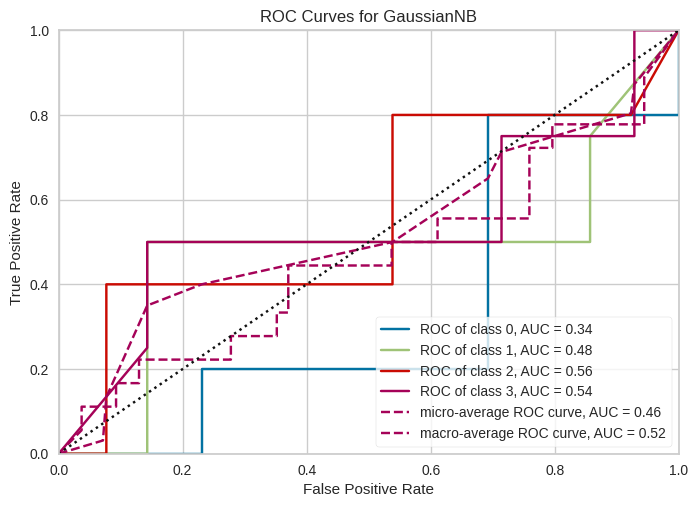 ROC Curves for GaussianNB
1.0
0.8
0.6
0.4
0.2
0.0
True Positive Rate
ROC of class 0, AUC = 0.34
ROC of class 1, AUC = 0.48
ROC of class 2, AUC = 0.56
ROC of class 3, AUC = 0.54
micro-average ROC curve, AUC = 0.46
macro-average ROC curve, AUC = 0.52
0.0 0.2 0.4 0.6 0.8 1.0
False Positive Rate